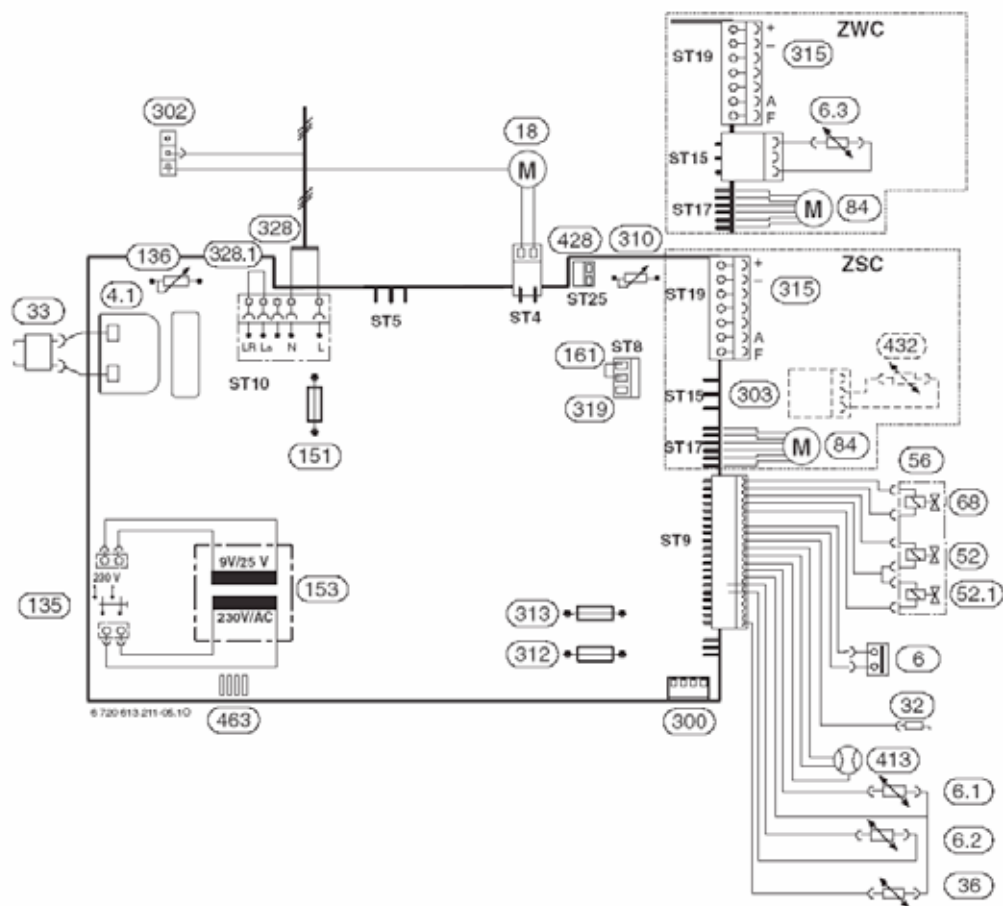 ZWC
ST19
+
−
315
A
F
6.3
ST15
ST17
M
84
302
18
M
328
328.1
136
4.1
33
428
310
ST25
ST5
ST4
LR
Ls
N
L
ST10
151
161
ST8
319
ZSC
ST19
+
−
315
A
F
432
ST15
303
ST17
M
84
56
68
52
52.1
ST9
6
32
413
6.1
6.2
36
230 V
135
9V/25 V
230V/AC
153
313
312
463
300
6 720 613 211-05.1O